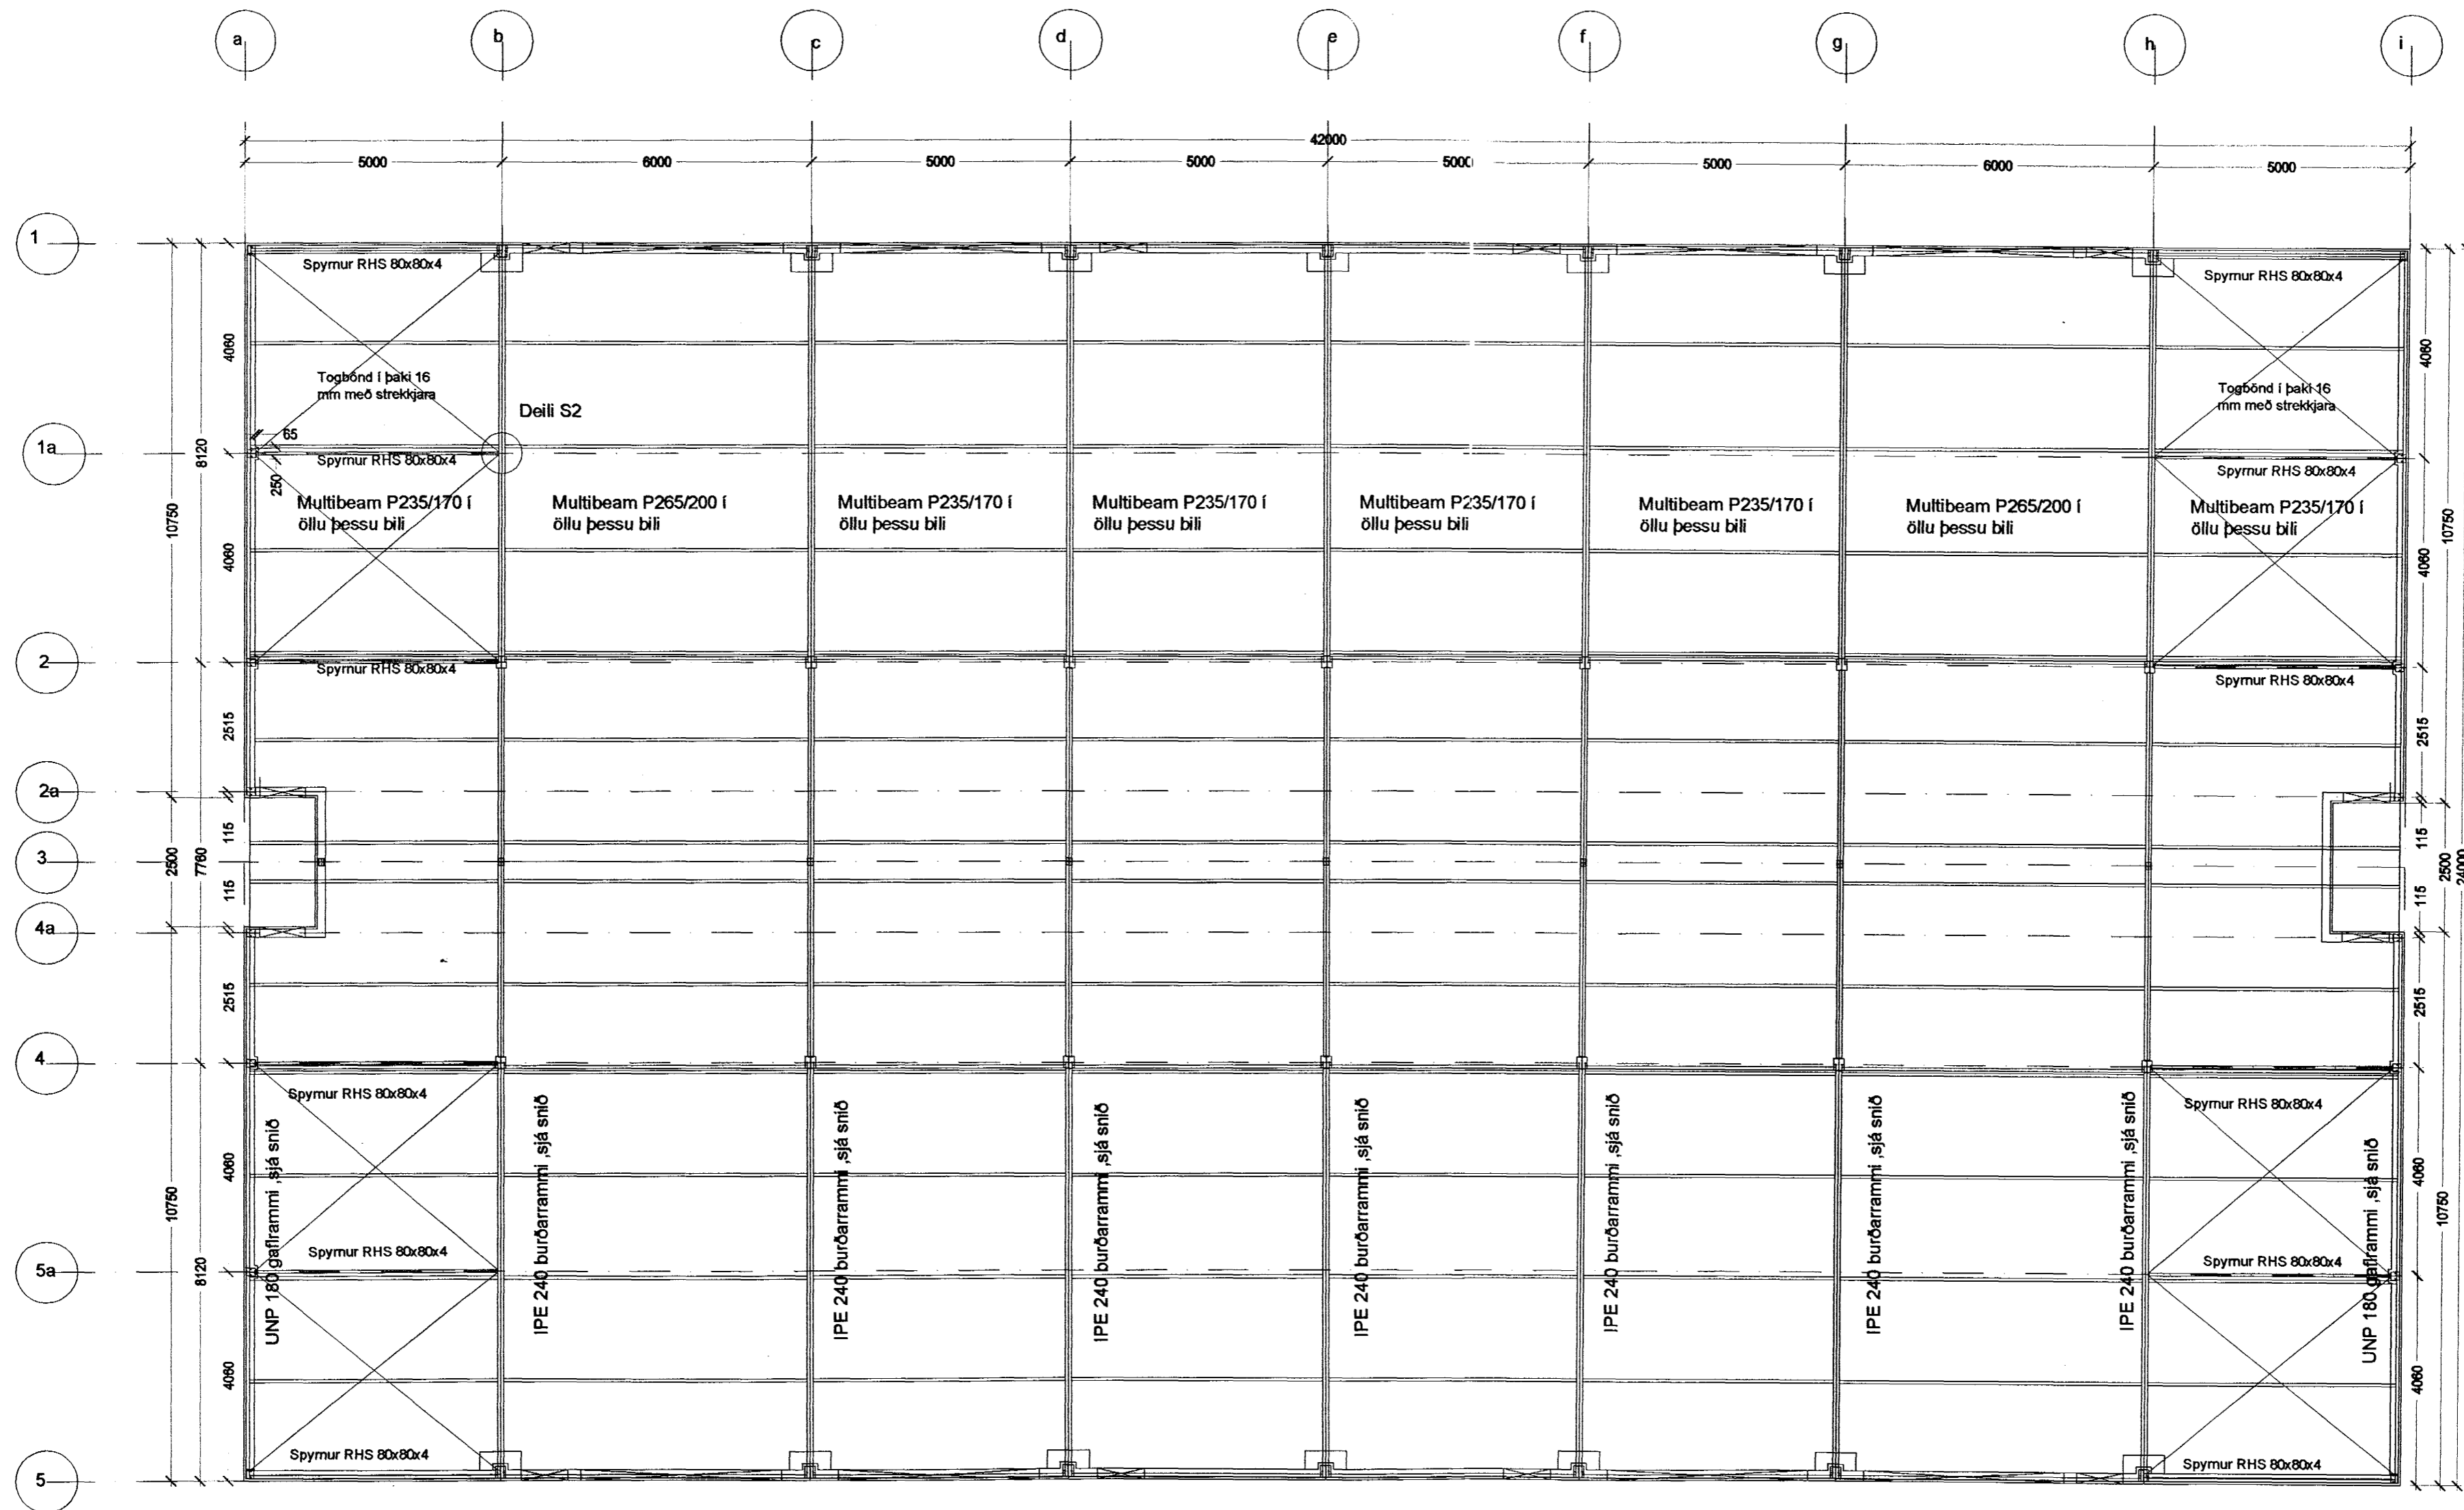 a b c d e f g h i
42000
5000 6000 5000 5000 5000 5000 6000 5000
1
Spyrnur RHS 80x80x4
Spyrnur RHS 80x80x4
4060
4060
Togbönd í þaki 16
mm með strekkjara
Togbönd í þaki 16
mm með strekkjara
Deili S2
65
1a
8120
Spyrnur RHS 80x80x4
Spyrnur RHS 80x80x4
250
10750
10750
Multibeam P235/170 í
öllu þessu bili
Multibeam P265/200 í
öllu þessu bili
Multibeam P235/170 í
öllu þessu bili
Multibeam P235/170 í
öllu þessu bili
Multibeam P235/170 í
öllu þessu bili
Multibeam P235/170 í
öllu þessu bili
Multibeam P265/200 í
öllu þessu bili
Multibeam P235/170 í
öllu þessu bili
4060
4060
2
Spyrnur RHS 80x80x4
Spyrnur RHS 80x80x4
2515
2515
2a
115
115
3
2500
7760
2500
24000
115
115
4a
2515
2515
4
Spyrnur RHS 80x80x4
Spyrnur RHS 80x80x4
UNP 180 gaflrammi ,sjá snið
IPE 240 burðarrammi ,sjá snið
IPE 240 burðarrammi ,sjá snið
IPE 240 burðarrammi ,sjá snið
IPE 240 burðarrammi ,sjá snið
IPE 240 burðarrammi ,sjá snið
IPE 240 burðarrammi ,sjá snið
IPE 240 burðarrammi ,sjá snið
UNP 180 gaflrammi ,sjá snið
4060
4060
10750
10750
5a
8120
Spyrnur RHS 80x80x4
Spyrnur RHS 80x80x4
4060
4060
5
Spyrnur RHS 80x80x4
Spyrnur RHS 80x80x4